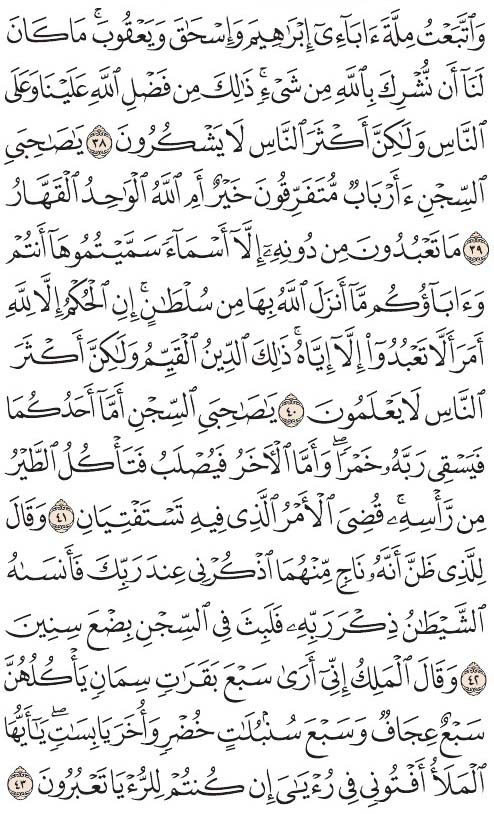 وَٱتَّبَعۡتُ مِلَّةَ ءَابَآءِيٓ إِبۡرَٰهِيمَ وَإِسۡحَٰقَ وَيَعۡقُوبَۚ مَا كَانَ
لَنَآ أَن نُّشۡرِكَ بِٱللَّهِ مِن شَيۡءٖۚ ذَٰلِكَ مِن فَضۡلِ ٱللَّهِ عَلَيۡنَا وَعَلَى
ٱلنَّاسِ وَلَٰكِنَّ أَكۡثَرَ ٱلنَّاسِ لَا يَشۡكُرُونَ ٣٨ يَٰصَٰحِبَيِ
ٱلسِّجۡنِ ءَأَرۡبَابٞ مُّتَفَرِّقُونَ خَيۡرٌ أَمِ ٱللَّهُ ٱلۡوَٰحِدُ ٱلۡقَهَّارُ
٣٩ مَا تَعۡبُدُونَ مِن دُونِهِۦٓ إِلَّآ أَسۡمَآءٗ سَمَّيۡتُمُوهَآ أَنتُمۡ
وَءَابَآؤُكُم مَّآ أَنزَلَ ٱللَّهُ بِهَا مِن سُلۡطَٰنٍۚ إِنِ ٱلۡحُكۡمُ إِلَّا لِلَّهِ
أَمَرَ أَلَّا تَعۡبُدُوٓاْ إِلَّآ إِيَّاهُۚ ذَٰلِكَ ٱلدِّينُ ٱلۡقَيِّمُ وَلَٰكِنَّ أَكۡثَرَ
ٱلنَّاسِ لَا يَعۡلَمُونَ ٤٠ يَٰصَٰحِبَيِ ٱلسِّجۡنِ أَمَّآ أَحَدُكُمَا
فَيَسۡقِي رَبَّهُۥ خَمۡرٗاۖ وَأَمَّا ٱلۡأٓخَرُ فَيُصۡلَبُ فَتَأۡكُلُ ٱلطَّيۡرُ
مِن رَّأۡسِهِۦۚ قُضِيَ ٱلۡأَمۡرُ ٱلَّذِي فِيهِ تَسۡتَفۡتِيَانِ ٤١ وَقَالَ
لِلَّذِي ظَنَّ أَنَّهُۥ نَاجٖ مِّنۡهُمَا ٱذۡكُرۡنِي عِندَ رَبِّكَ فَأَنسَىٰهُ
ٱلشَّيۡطَٰنُ ذِكۡرَ رَبِّهِۦ فَلَبِثَ فِي ٱلسِّجۡنِ بِضۡعَ سِنِينَ
٤٢ وَقَالَ ٱلۡمَلِكُ إِنِّيٓ أَرَىٰ سَبۡعَ بَقَرَٰتٖ سِمَانٖ يَأۡكُلُهُنَّ
سَبۡعٌ عِجَافٞ وَسَبۡعَ سُنۢبُلَٰتٍ خُضۡرٖ وَأُخَرَ يَابِسَٰتٖۖ يَٰٓأَيُّهَا
ٱلۡمَلَأُ أَفۡتُونِي فِي رُءۡيَٰيَ إِن كُنتُمۡ لِلرُّءۡيَا تَعۡبُرُونَ ٤٣